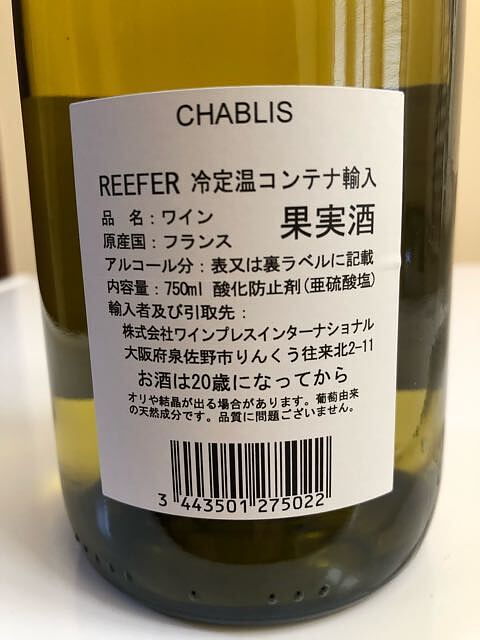 CHABLIS
REEFER 冷定温コンテナ輸入
品　名：ワイン
果実酒
原産国：フランス
アルコール分：表又は裏ラベルに記載
内容量：750ml 酸化防止剤(亜硫酸塩)
輸入者及び引取先：
株式会社ワインプレスインターナショナル
大阪府泉佐野市りんくう往来北2-11
お酒は20歳になってから
オリや結晶が出る場合があります。葡萄由来
の天然成分です。品質に問題ございません。
3 443501 275022